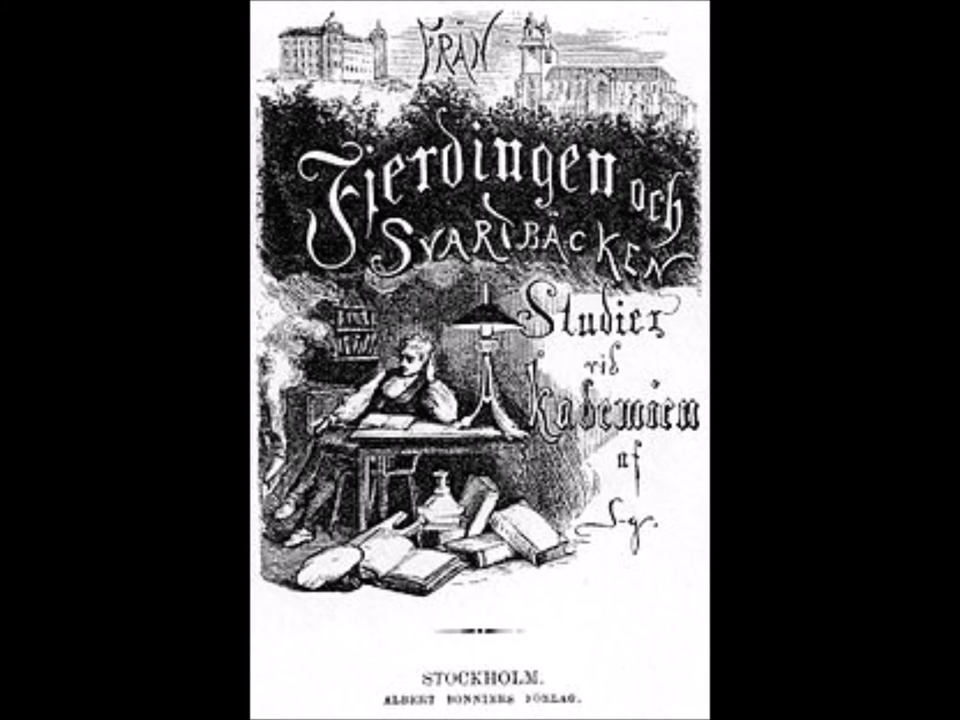 FRÅN
Fjerdingen och
SVARTBÄCKEN
Studier
vid
Akademien
af
S-g.
STOCKHOLM.
ALBERT BONNIERS FÖRLAG.